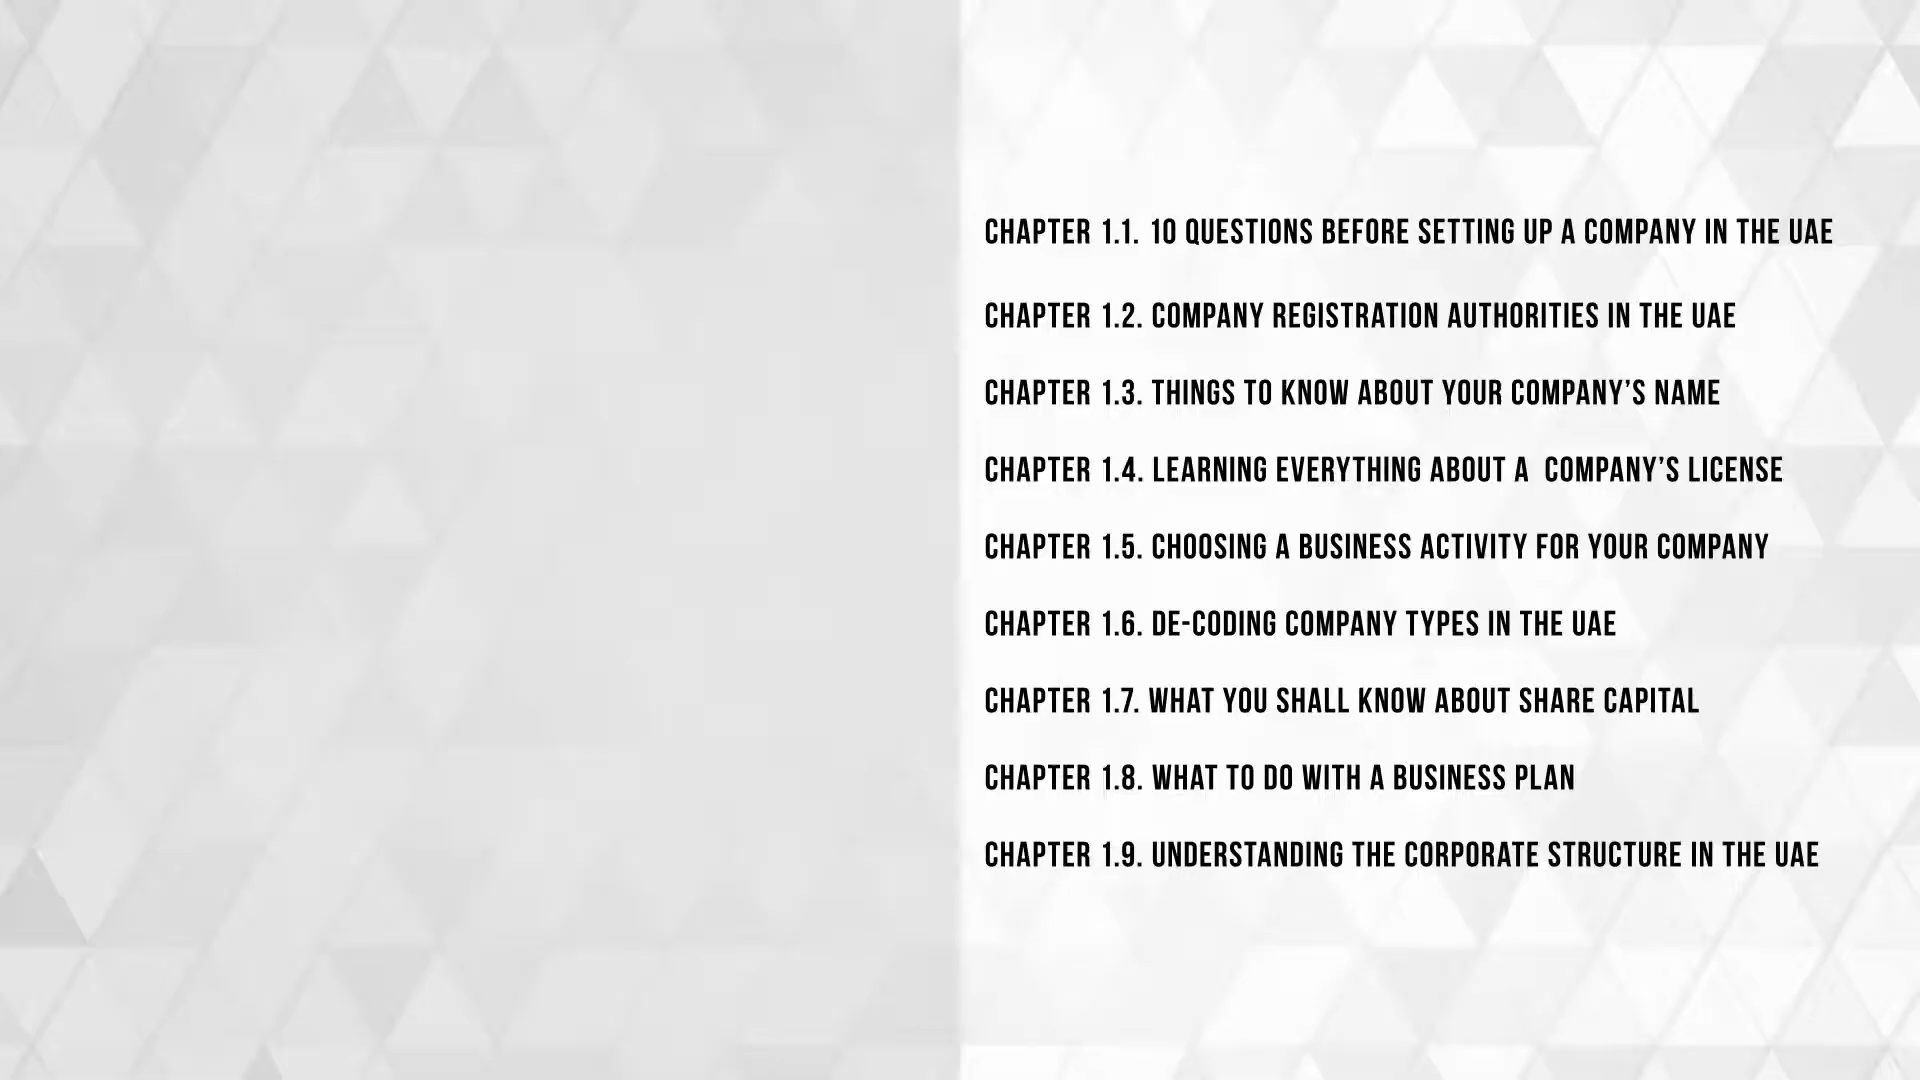 CHAPTER 1.1. 10 QUESTIONS BEFORE SETTING UP A COMPANY IN THE UAE
CHAPTER 1.2. COMPANY REGISTRATION AUTHORITIES IN THE UAE
CHAPTER 1.3. THINGS TO KNOW ABOUT YOUR COMPANY’S NAME
CHAPTER 1.4. LEARNING EVERYTHING ABOUT A  COMPANY’S LICENSE
CHAPTER 1.5. CHOOSING A BUSINESS ACTIVITY FOR YOUR COMPANY
CHAPTER 1.6. DE-CODING COMPANY TYPES IN THE UAE
CHAPTER 1.7. WHAT YOU SHALL KNOW ABOUT SHARE CAPITAL
CHAPTER 1.8. WHAT TO DO WITH A BUSINESS PLAN
CHAPTER 1.9. UNDERSTANDING THE CORPORATE STRUCTURE IN THE UAE